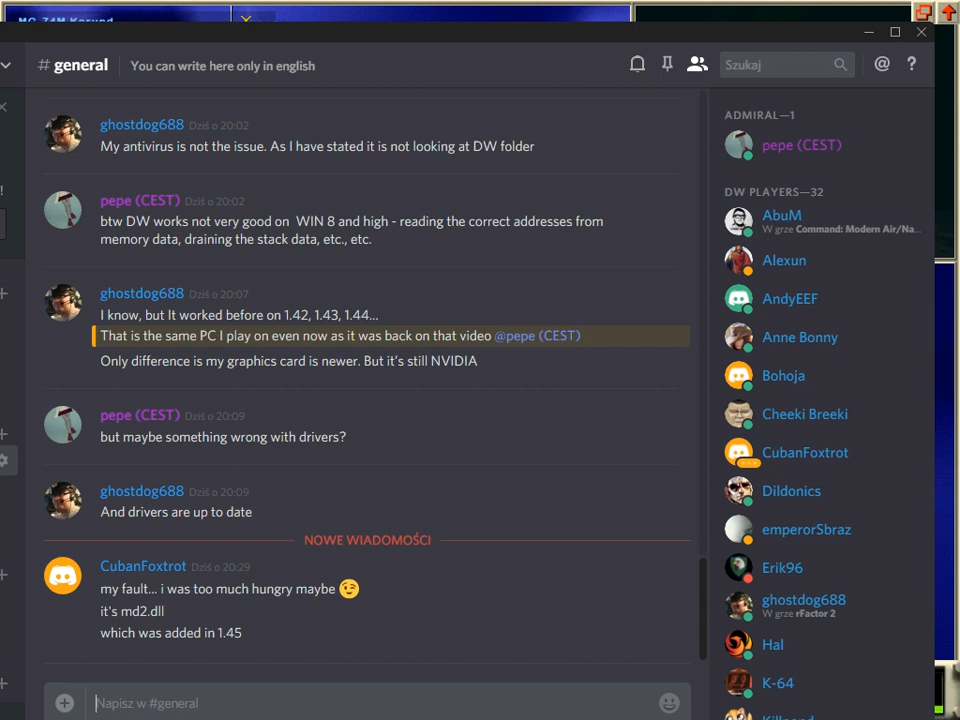 MG-74M Korund
# general
You can write here only in english
Szukaj
ghostdog688 Dziś o 20:02
My antivirus is not the issue. As I have stated it is not looking at DW folder
pepe (CEST) Dziś o 20:02
btw DW works not very good on WIN 8 and high - reading the correct addresses from
memory data, draining the stack data, etc., etc.
ghostdog688 Dziś o 20:07
I know, but It worked before on 1.42, 1.43, 1.44...
That is the same PC I play on even now as it was back on that video @pepe (CEST)
Only difference is my graphics card is newer. But it's still NVIDIA
pepe (CEST) Dziś o 20:09
but maybe something wrong with drivers?
ghostdog688 Dziś o 20:09
And drivers are up to date
NOWE WIADOMOŚCI
CubanFoxtrot Dziś o 20:29
my fault... i was too much hungry maybe 😉
it's md2.dll
which was added in 1.45
Napisz w #general
ADMIRAL—1
pepe (CEST)
DW PLAYERS—32
AbuM
W grze Command: Modern Air/Na...
Alexun
AndyEEF
Anne Bonny
Bohoja
Cheeki Breeki
CubanFoxtrot
Dildonics
emperorSbraz
Erik96
ghostdog688
W grze rFactor 2
Hal
K-64